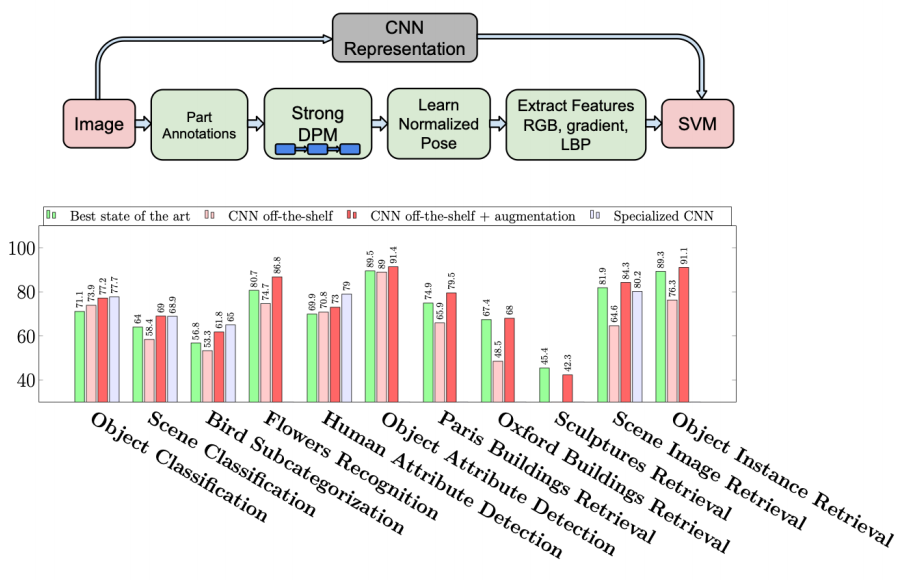 CNN
Representation
Image
Part
Annotations
Strong
DPM
Learn
Normalized
Pose
Extract Features
RGB, gradient,
LBP
SVM
Best state of the art
CNN off-the-shelf
CNN off-the-shelf + augmentation
Specialized CNN
100
80
60
40
71.1
73.9
77.2
77.7
64
58.4
69
68.9
56.8
53.3
61.8
65
80.7
74.7
86.8
69.9
70.8
73
79
89.5
89
91.4
74.9
65.9
79.5
67.4
48.5
68
45.4
42.3
81.9
64.6
84.3
80.2
89.3
76.3
91.1
Object Classification
Scene Classification
Bird Subcategorization
Flowers Recognition
Human Attribute Detection
Object Attribute Detection
Paris Buildings Retrieval
Oxford Buildings Retrieval
Sculptures Retrieval
Scene Image Retrieval
Object Instance Retrieval